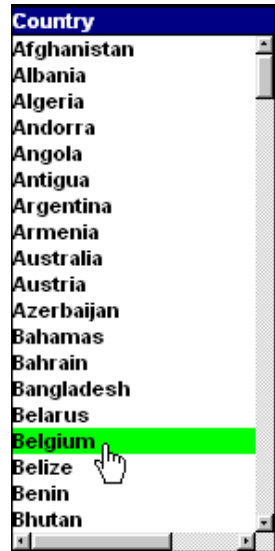 Country
Afghanistan
Albania
Algeria
Andorra
Angola
Antigua
Argentina
Armenia
Australia
Austria
Azerbaijan
Bahamas
Bahrain
Bangladesh
Belarus
Belgium
Belize
Benin
Bhutan